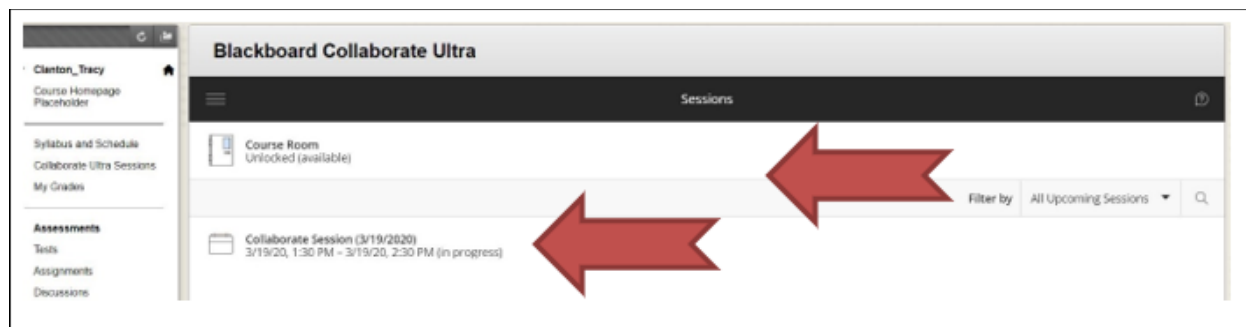 Clanton_Tracy
Course Homepage
Placeholder
Syllabus and Schedule
Collaborate Ultra Sessions
My Grades
Assessments
Tests
Assignments
Discussions
Blackboard Collaborate Ultra
Sessions
Course Room
Unlocked (available)
Filter by All Upcoming Sessions
Collaborate Session (3/19/2020)
3/19/20, 1:30 PM – 3/19/20, 2:30 PM (in progress)